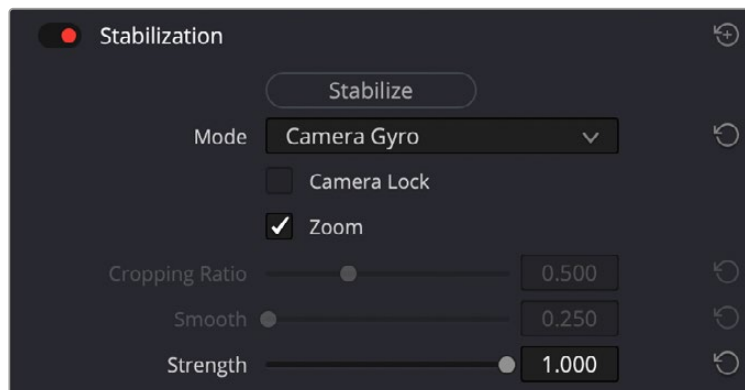 Stabilization
Stabilize
Mode Camera Gyro
Camera Lock
Zoom
Cropping Ratio 0.500
Smooth 0.250
Strength 1.000